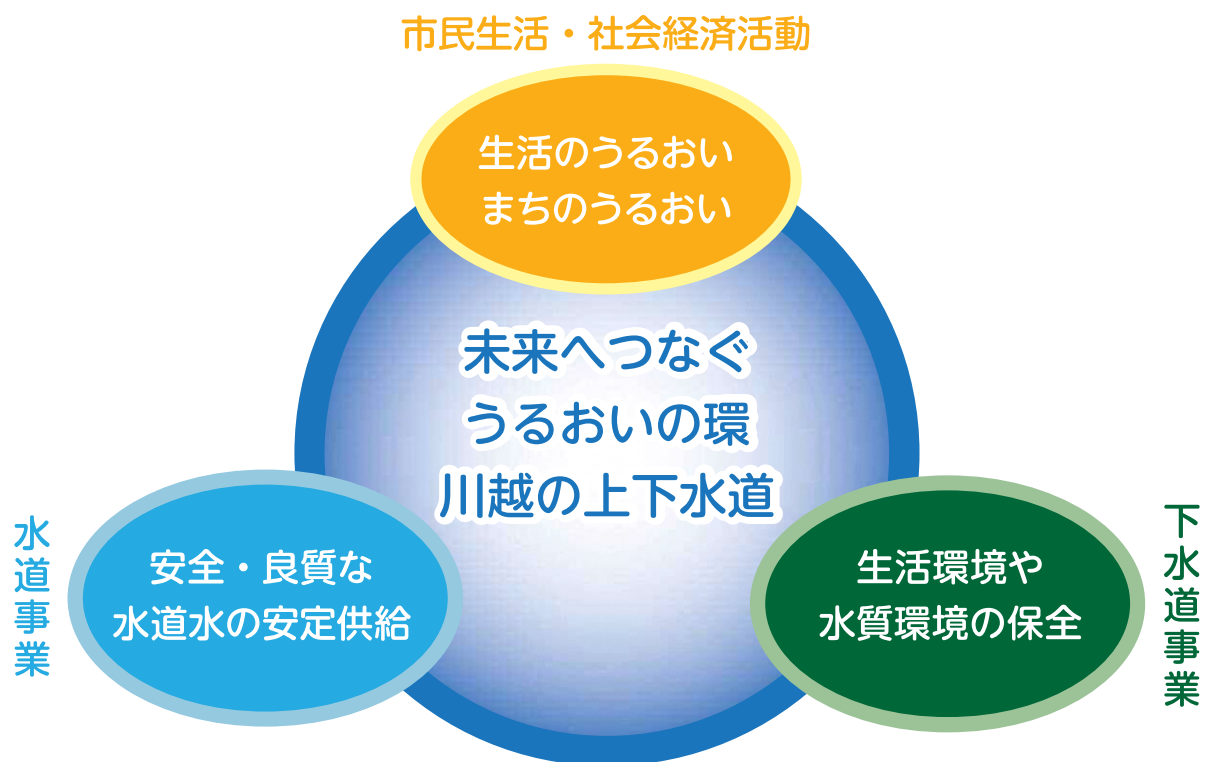 市民生活・社会経済活動
生活のうるおい
まちのうるおい
未来へつなぐ
うるおいの環
川越の上下水道
水道事業
安全・良質な
水道水の安定供給
生活環境や
水質環境の保全
下水道事業